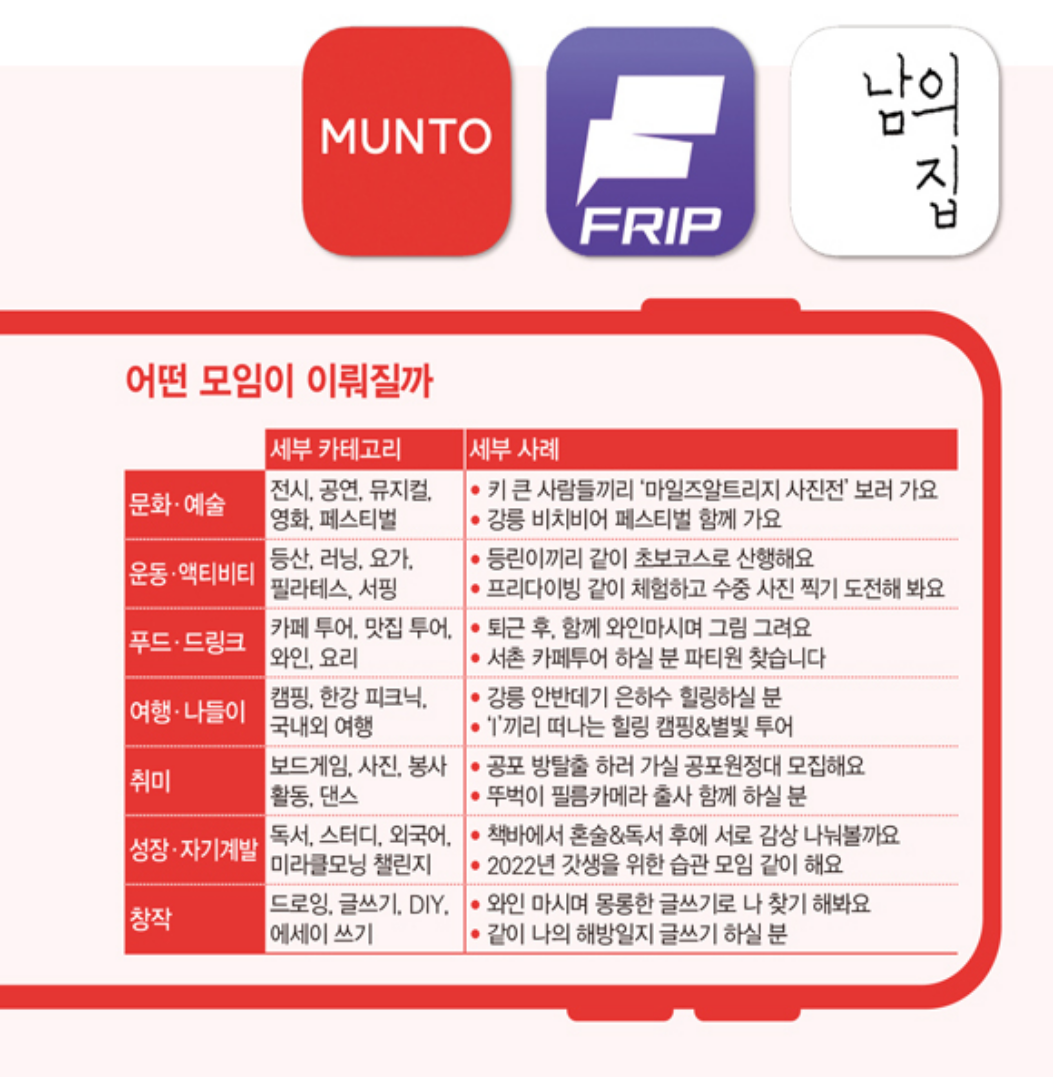 MUNTO
FRIP
남의
집
어떤 모임이 이뤄질까
세부 카테고리 세부 사례
문화·예술
전시, 공연, 뮤지컬,
영화, 페스티벌
• 키 큰 사람들끼리 ‘마일즈알드리지 사진전’ 보러 가요
• 강릉 비치비어 페스티벌 함께 가요
운동·액티비티
등산, 러닝, 요가,
필라테스, 서핑
• 등린이끼리 같이 초보코스로 산행해요
• 프리다이빙 같이 체험하고 수중 사진 찍기 도전해 봐요
푸드·드링크
카페 투어, 맛집 투어,
와인, 요리
• 퇴근 후, 함께 와인마시며 그림 그려요
• 서촌 카페투어 하실 분 파티원 찾습니다
여행·나들이
캠핑, 한강 피크닉,
국내외 여행
• 강릉 안반데기 은하수 힐링하실 분
• ‘I’끼리 떠나는 힐링 캠핑&별빛 투어
취미
보드게임, 사진, 봉사
활동, 댄스
• 공포 방탈출 하러 가실 공포원정대 모집해요
• 뚜벅이 필름카메라 출사 함께 하실 분
성장·자기계발
독서, 스터디, 외국어,
미라클모닝 챌린지
• 책바에서 혼술&독서 후에 서로 감상 나눠볼까요
• 2022년 갓생을 위한 습관 모임 같이 해요
창작
드로잉, 글쓰기, DIY,
에세이 쓰기
• 와인 마시며 몽롱한 글쓰기로 나 찾기 해봐요
• 같이 나의 해방일지 글쓰기 하실 분